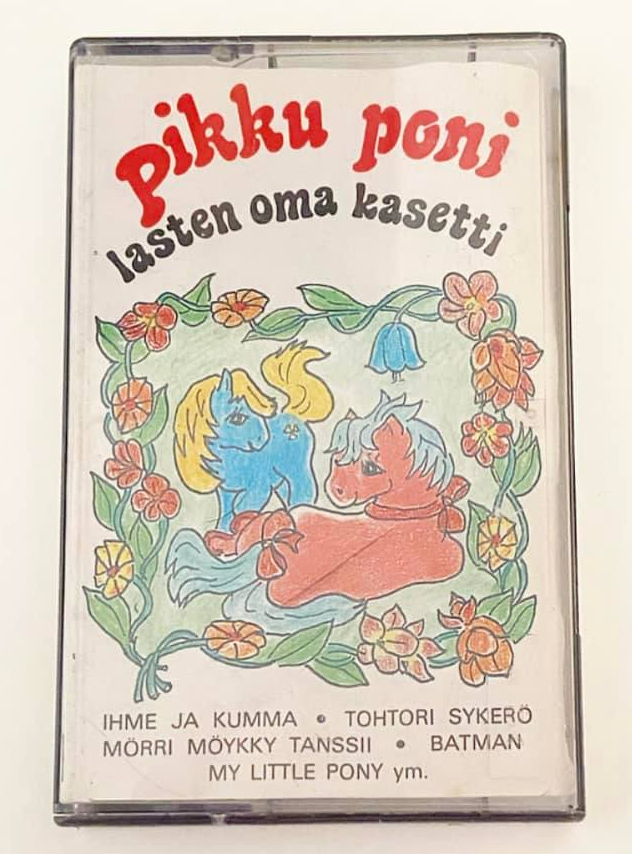 Pikku poni
lasten oma kasetti
IHME JA KUMMA • TOHTORI SYKERÖ
MÖRRI MÖYKKY TANSSII • BATMAN
MY LITTLE PONY ym.